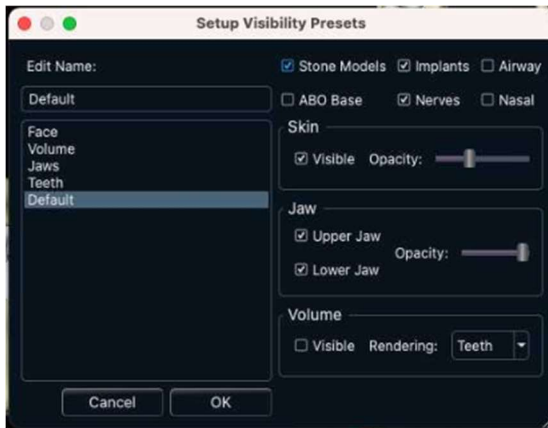 Setup Visibility Presets
Edit Name:
Default
Face
Volume
Jaws
Teeth
Default
Stone Models Implants Airway
ABO Base Nerves Nasal
Skin
Visible Opacity:
Jaw
Upper Jaw
Opacity:
Lower Jaw
Volume
Visible Rendering: Teeth
Cancel OK